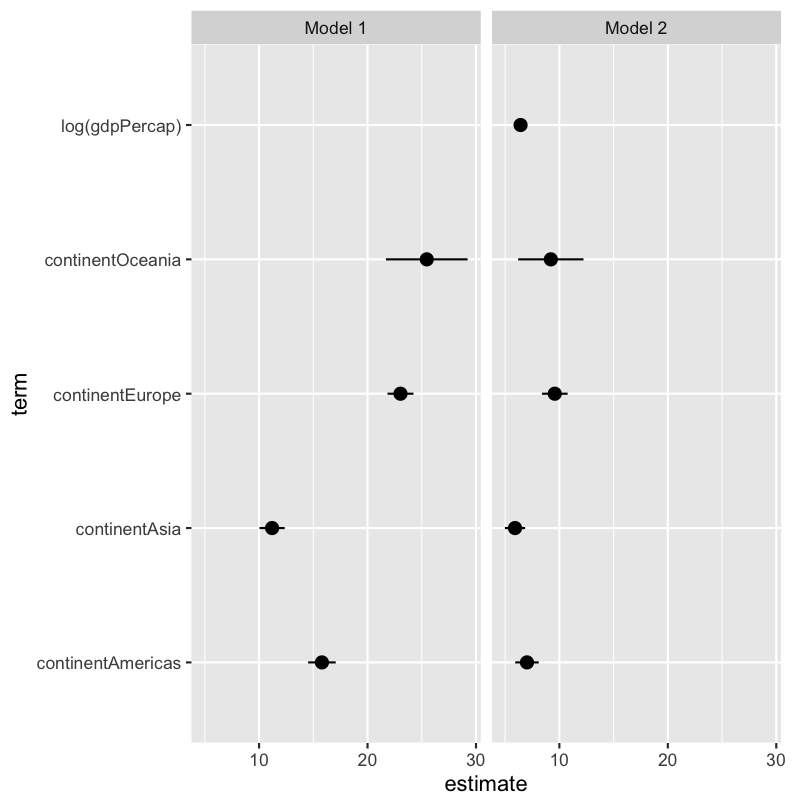 Model 1
Model 2
log(gdpPercap)
continentOceania
continentEurope
continentAsia
continentAmericas
term
10
20
30
10
20
30
estimate